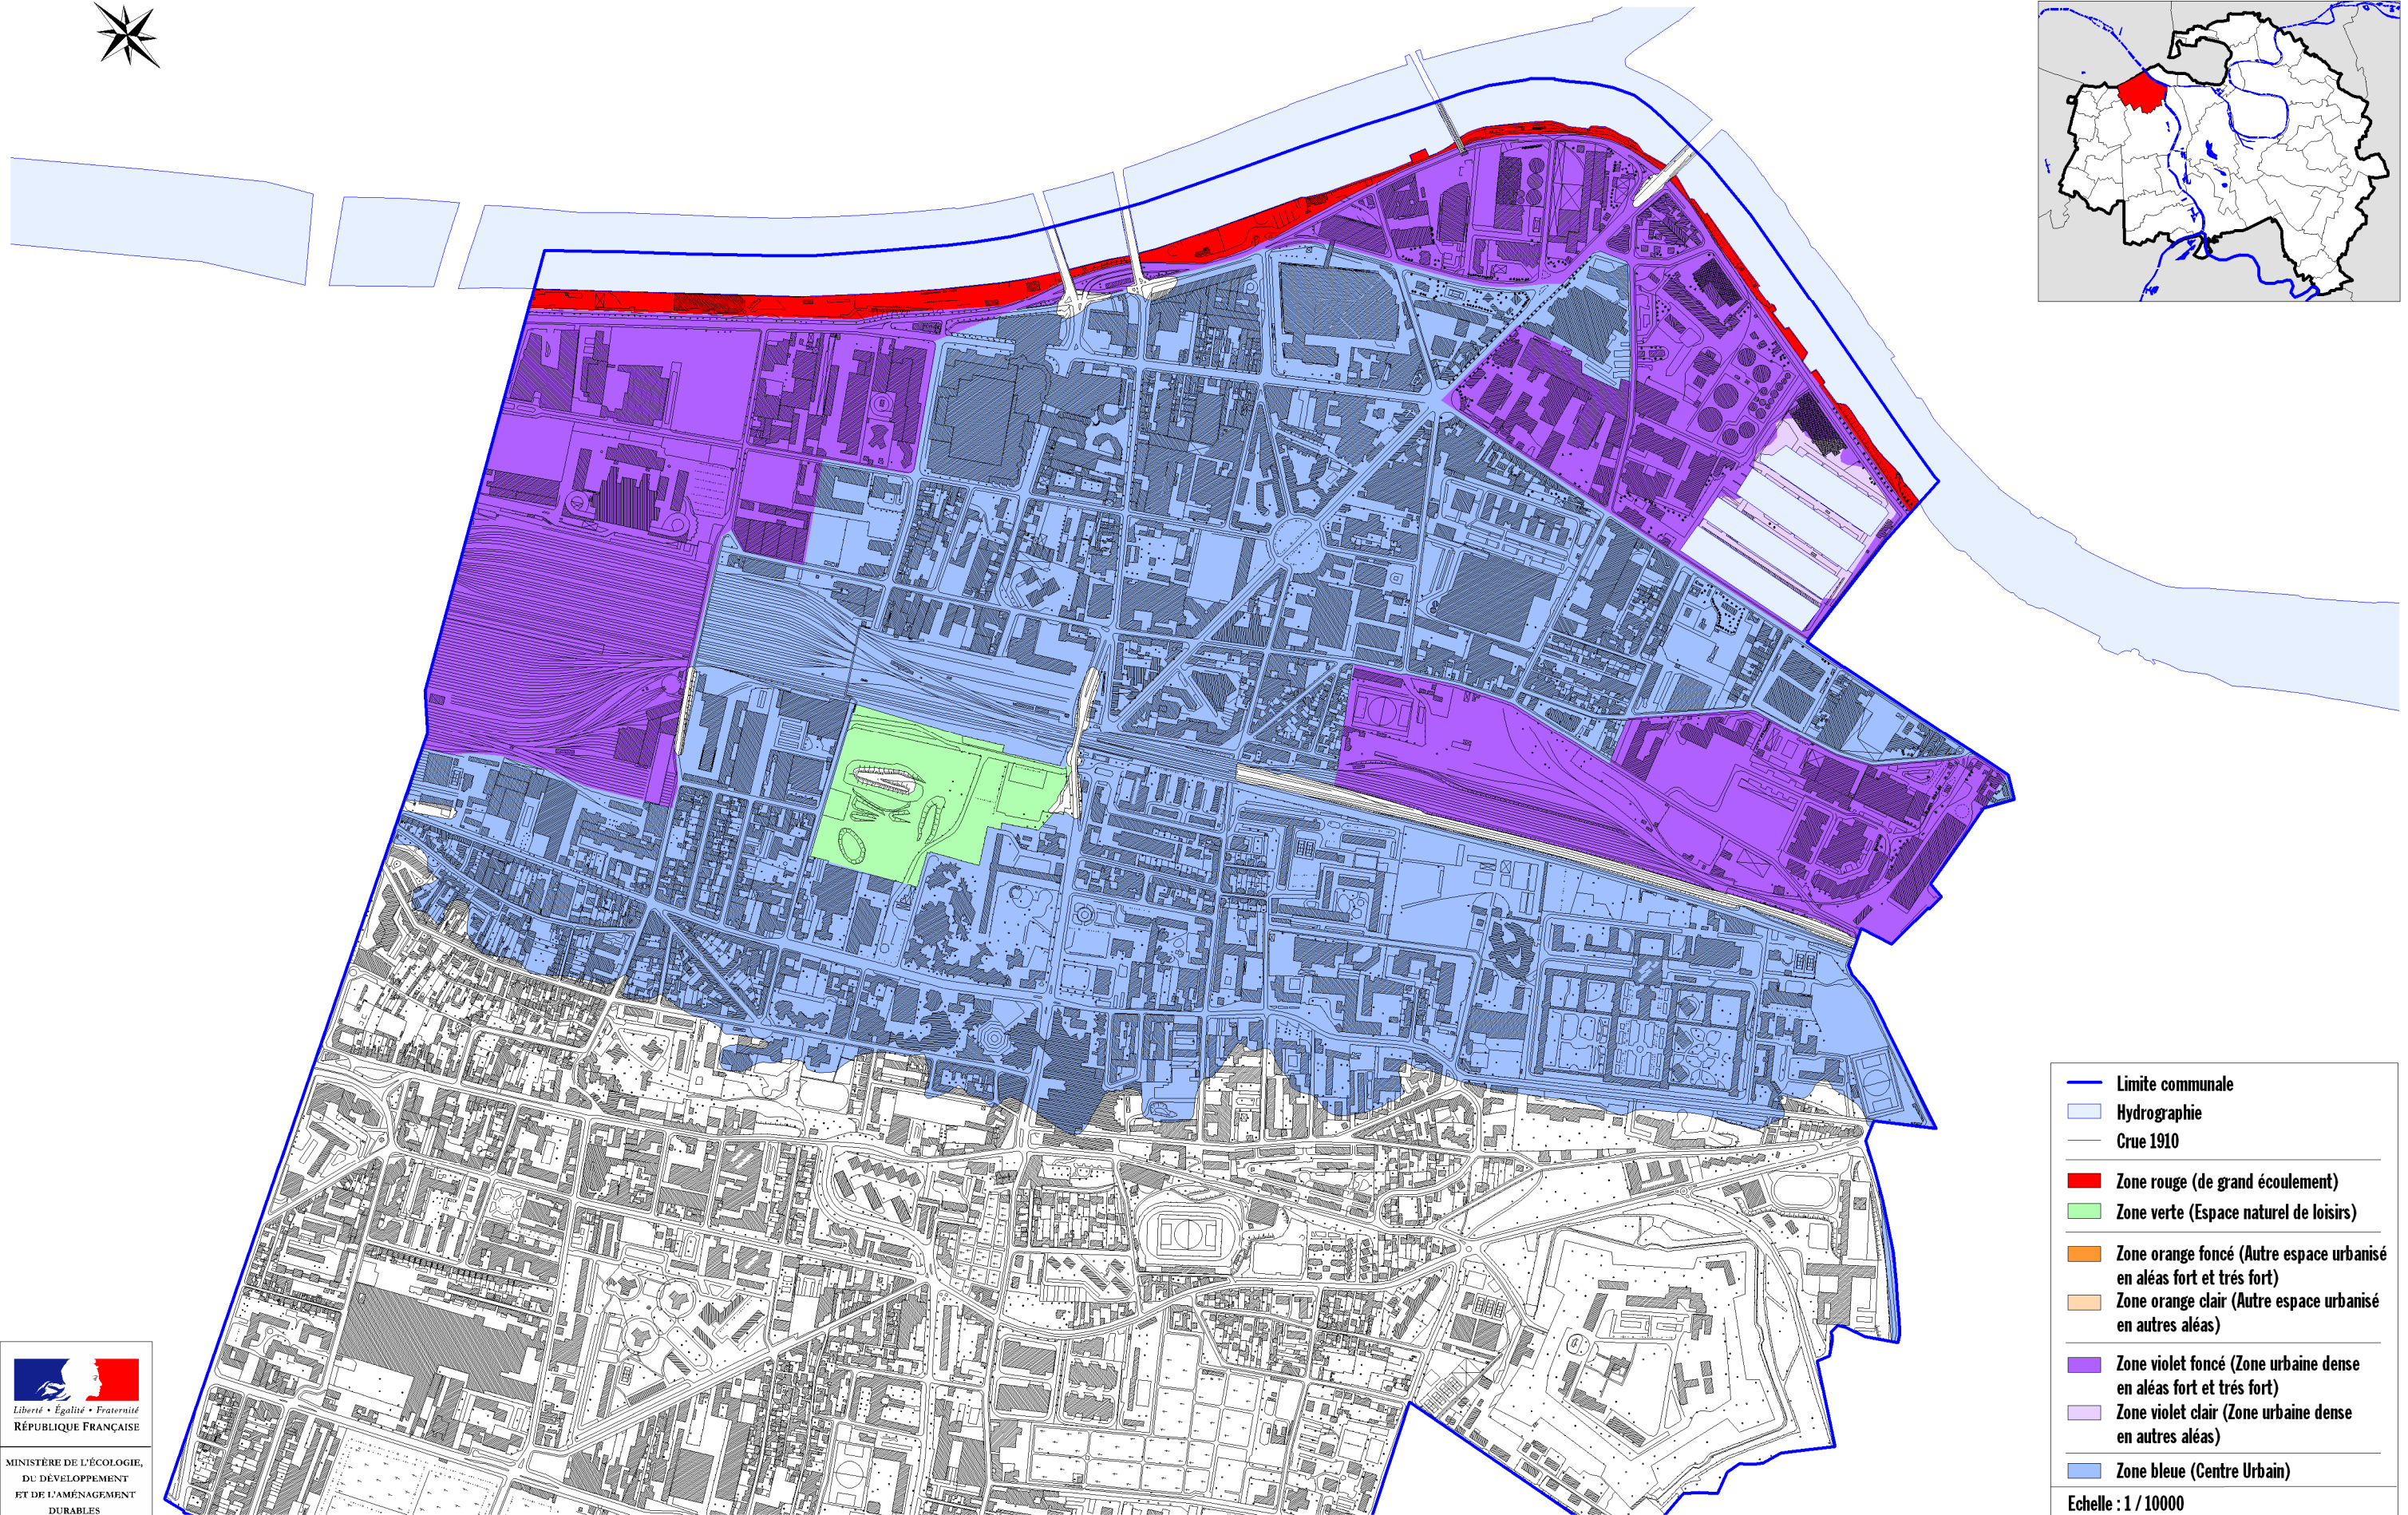 Limite communale
Hydrographie
Crue 1910
Zone rouge (de grand écoulement)
Zone verte (Espace naturel de loisirs)
Zone orange foncé (Autre espace urbanisé
en aléas fort et trés fort)
Zone orange clair (Autre espace urbanisé
en autres aléas)
Zone violet foncé (Zone urbaine dense
en aléas fort et trés fort)
Zone violet clair (Zone urbaine dense
en autres aléas)
Zone bleue (Centre Urbain)
Echelle : 1 / 10000
Liberté • Égalité • Fraternité
RÉPUBLIQUE FRANÇAISE
MINISTÈRE DE L'ÉCOLOGIE,
DU DÉVELOPPEMENT
ET DE L'AMÉNAGEMENT
DURABLES